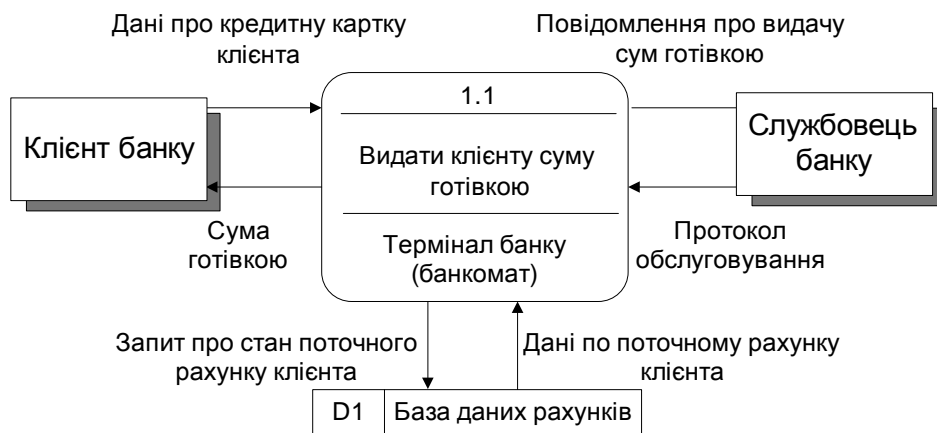 Дані про кредитну картку
клієнта
Повідомлення про видачу
сум готівкою
1.1
Клієнт банку
Видати клієнту суму
готівкою
Службовець
банку
Сума
готівкою
Термінал банку
(банкомат)
Протокол
обслуговування
Запит про стан поточного
рахунку клієнта
Дані по поточному рахунку
клієнта
D1
База даних рахунків